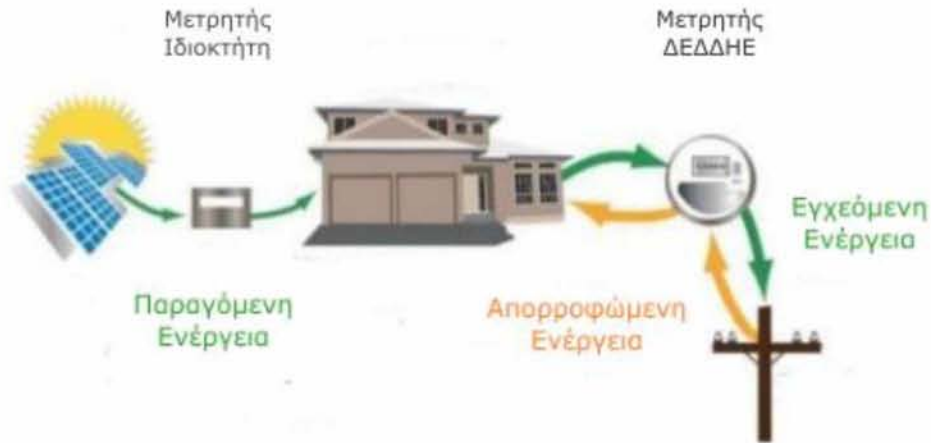 Μετρητής
Ιδιοκτήτη
Μετρητής
ΔΕΔΔΗΕ
Εγχεόμενη
Ενέργεια
Παραγόμενη
Ενέργεια
Απορροφώμενη
Ενέργεια